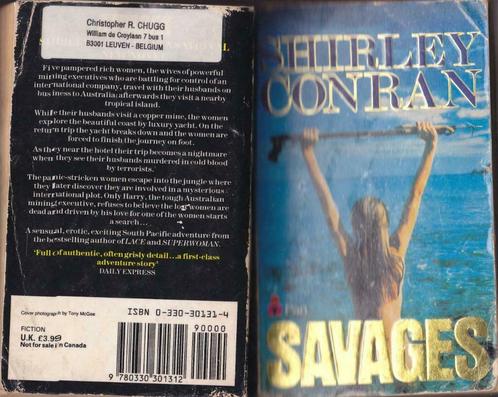 Christopher R. CHUGG
William de Croylaan 7 bus 1
B3001 LEUVEN - BELGIUM
Five pampered rich women, the wives of powerful
mining executives who are battling for control of an
international company, travel with their husbands on
business to Australia: afterwards they visit a nearby
tropical island.
While their husbands visit a copper mine, the women
explore the beautiful coast by luxury yacht. On the
return trip the yacht breaks down and the women are
forced to finish the journey on foot.
As they near the hotel their trip becomes a nightmare
when they see their husbands murdered in cold blood
by terrorists.
The panic-stricken women escape into the jungle where
they later discover they are involved in a mysterious
international plot. Only Harry, the tough Australian
mining executive, refuses to believe the lost women are
dead and driven by his love for one of the women starts
a search ...
A sensual, erotic, exciting South Pacific adventure from
the bestselling author of LACE and SUPERWOMAN.
'Full of authentic, often grisly detail...a first-class
adventure story'
DAILY EXPRESS
Cover photograph by Tony McGee
FICTION
U.K. £3.99
Not for sale in Canada
ISBN 0-330-30131-4
90000
9 780330 301312
SHIRLEY
CONRAN
Pan
SAVAGES